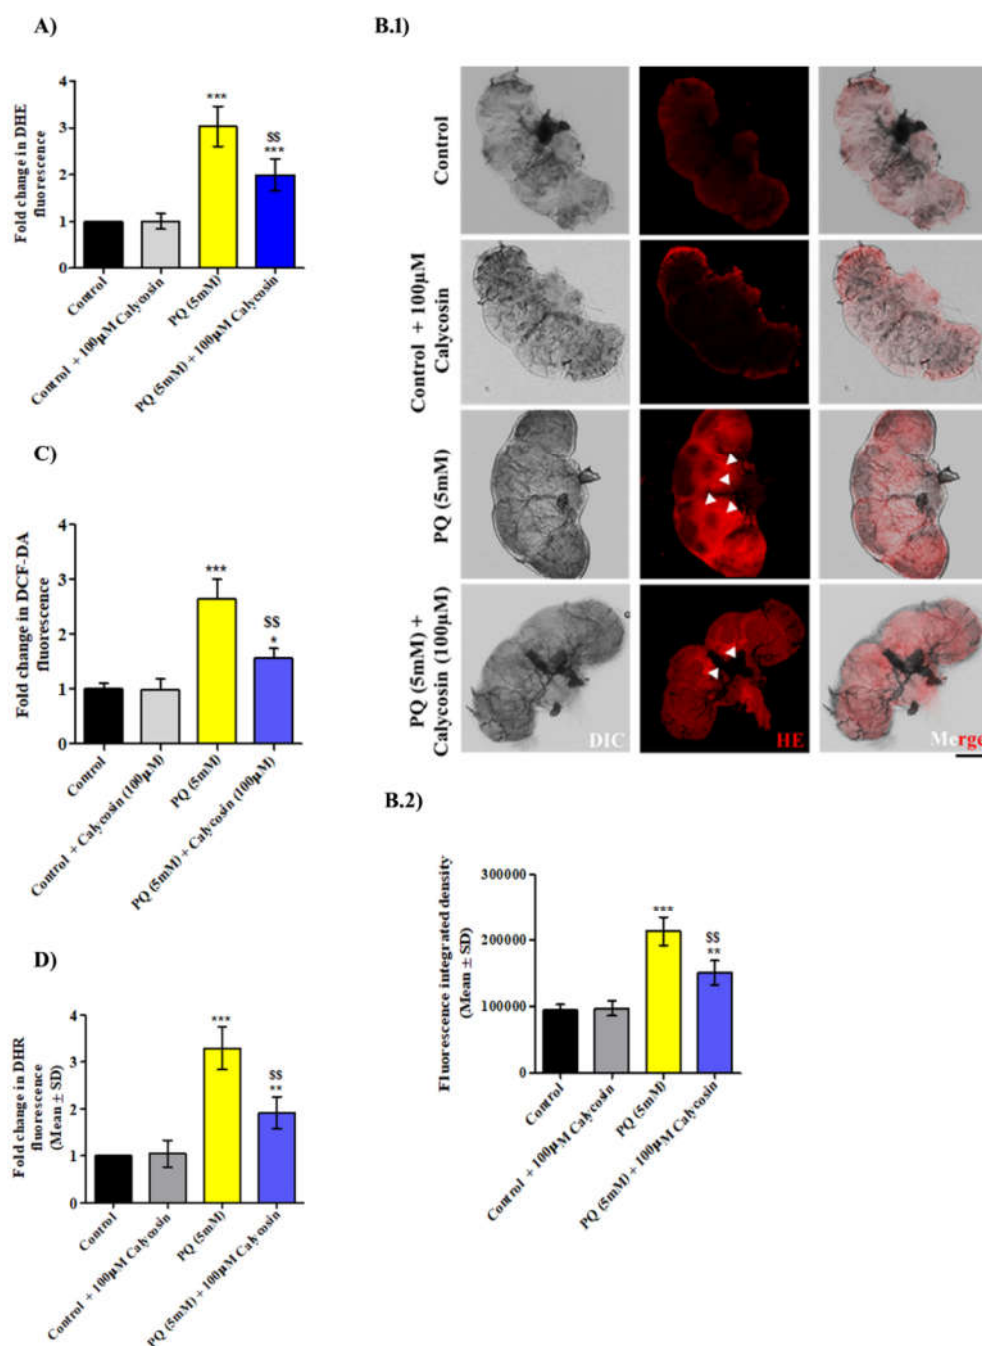 A)
Fold change in DHE
fluorescence
4
3
2
1
0
***
$$
***
Control
Control + 100µM Calycosin
PQ (5mM)
PQ (5mM) + 100µM Calycosin
B.1)
Control
Control + 100µM
Calycosin
PQ (5mM)
PQ (5mM) +
Calycosin (100µM)
DIC
HE
Merge
C)
Fold change in DCF-DA
fluorescence
4
3
2
1
0
***
$$
*
Control
Control + Calycosin (100µM)
PQ (5mM)
PQ (5mM) + Calycosin (100µM)
B.2)
Fluorescence integrated density
(Mean ± SD)
300000
200000
100000
0
***
$$
**
Control
Control + 100µM Calycosin
PQ (5mM)
PQ (5mM) + 100µM Calycosin
D)
Fold change in DHR
fluorescence
(Mean ± SD)
4
3
2
1
0
***
$$
**
Control
Control + 100µM Calycosin
PQ (5mM)
PQ (5mM) + 100µM Calycosin